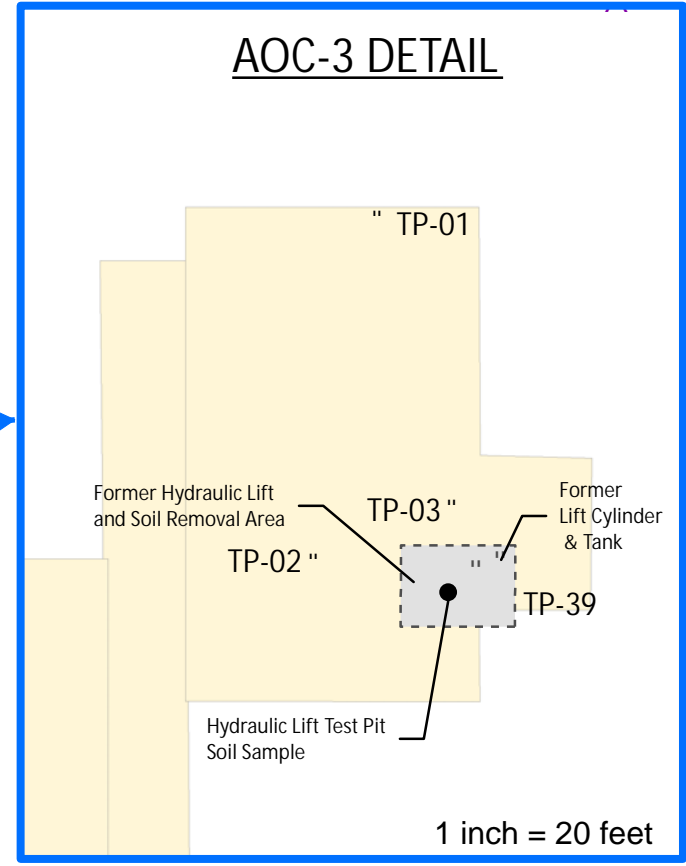 AOC-3 DETAIL
" TP-01
Former Hydraulic Lift
and Soil Removal Area
TP-03 "
Former
Lift Cylinder
& Tank
TP-02 "
"
TP-39
Hydraulic Lift Test Pit
Soil Sample
1 inch = 20 feet